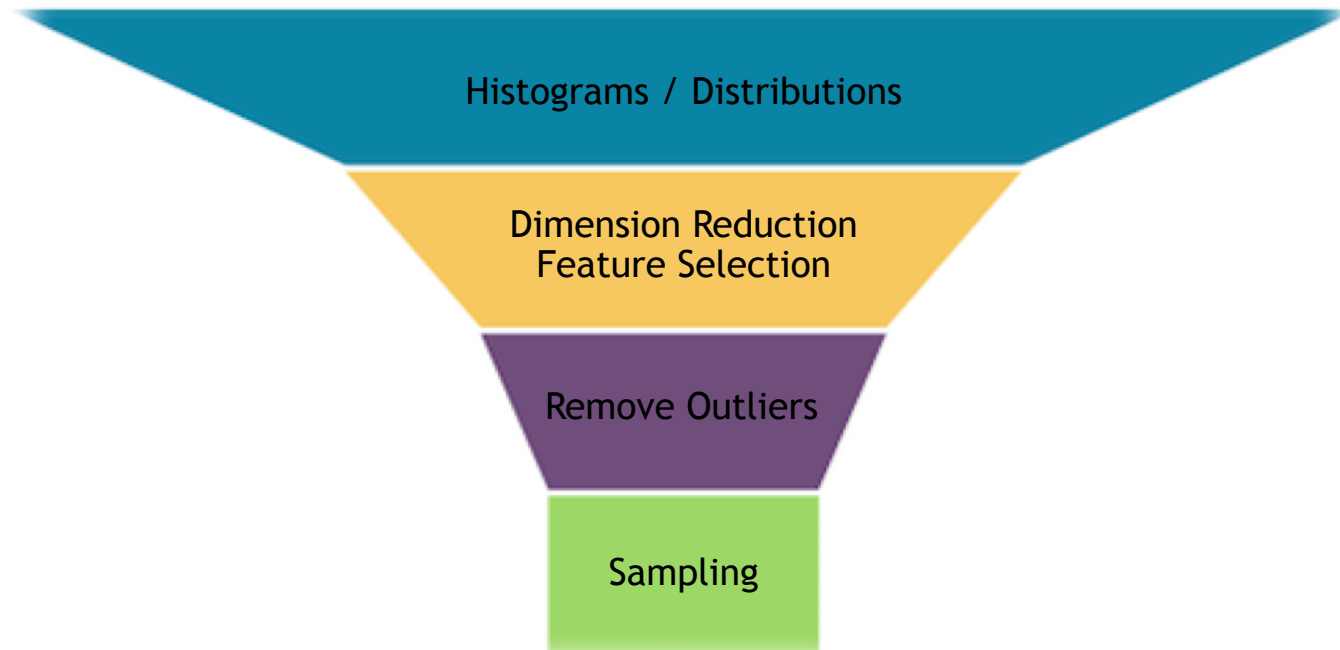 Histograms / Distributions
Dimension Reduction
Feature Selection
Remove Outliers
Sampling